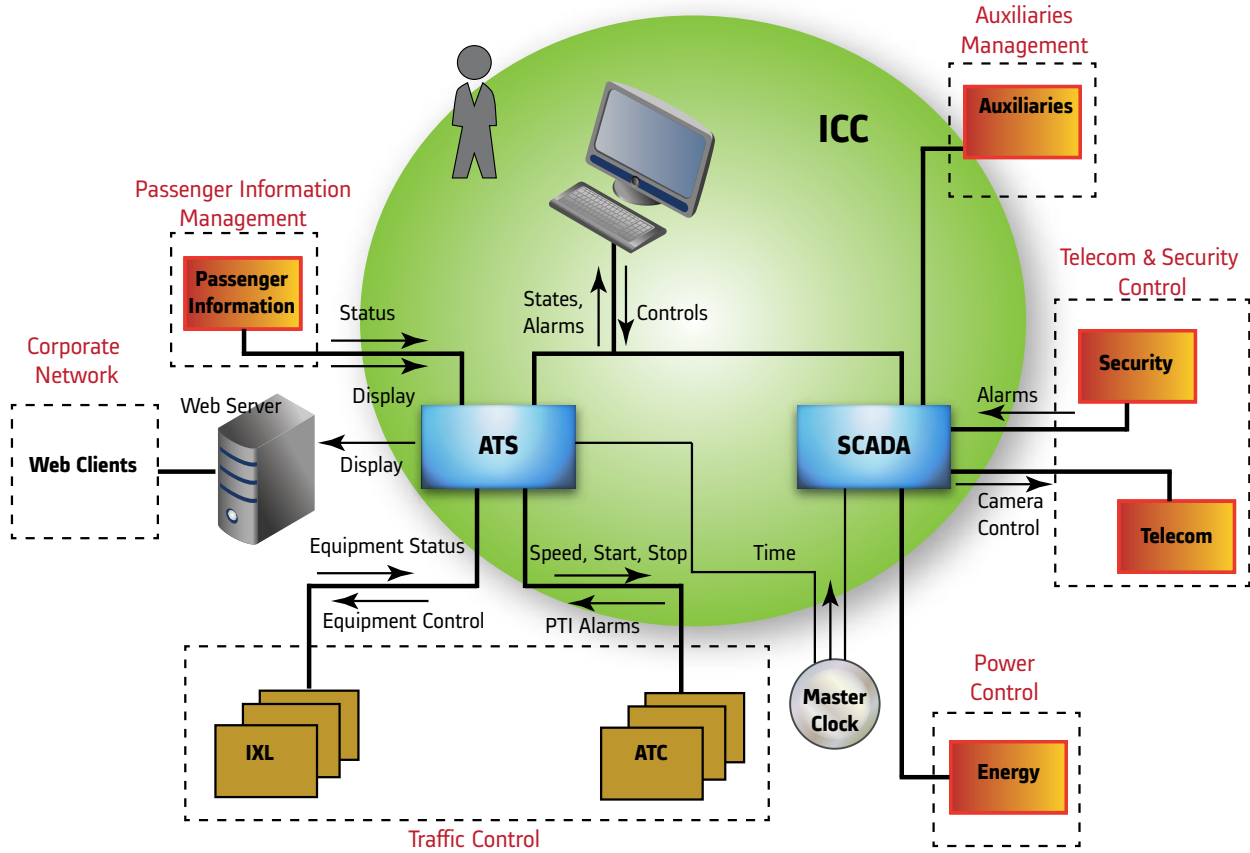 Auxiliaries
Management
Auxiliaries
ICC
Passenger Information
Management
Passenger
Information
Status
Display
States,
Alarms
Controls
Telecom & Security
Control
Security
Alarms
Camera
Control
Telecom
Corporate
Network
Web Server
Web Clients
Display
ATS
SCADA
Equipment Status
Equipment Control
Speed, Start, Stop
PTI Alarms
Time
Master
Clock
IXL
ATC
Traffic Control
Power
Control
Energy